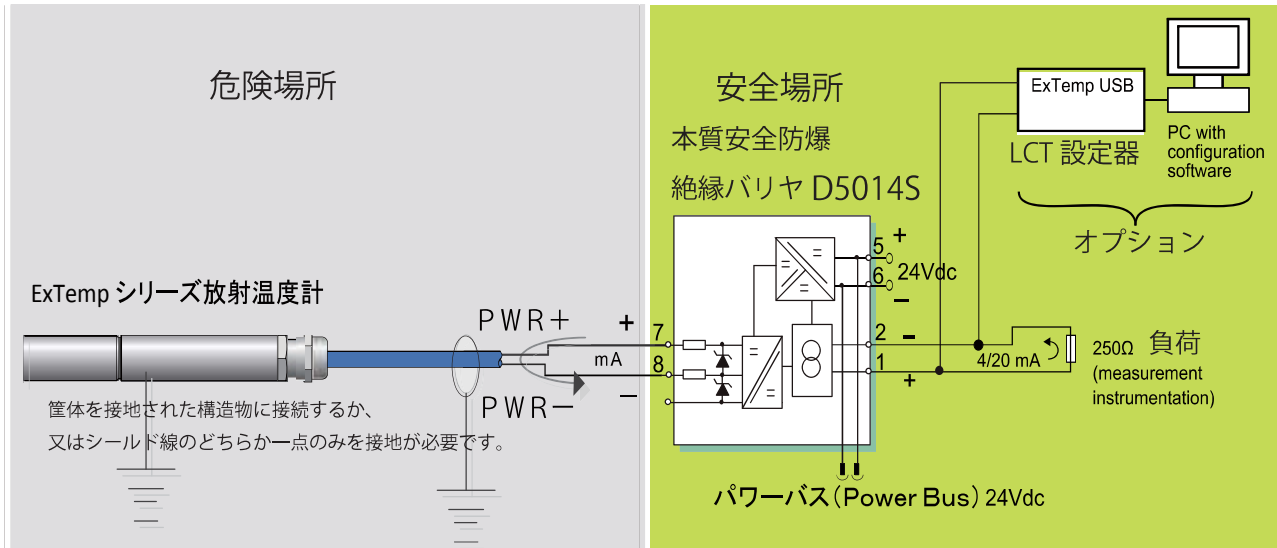 危険場所
ExTemp シリーズ放射温度計
PWR+
+
mA
PWR−
−
筐体を接地された構造物に接続するか、
又はシールド線のどちらか一点のみを接地が必要です。
安全場所
本質安全防爆
絶縁バリヤ D5014S
7
8
5
+
6
24Vdc
−
2
−
1
+
4/20 mA
250Ω 負荷
(measurement
instrumentation)
ExTemp USB
LCT 設定器
PC with
configuration
software
オプション
パワーバス(Power Bus) 24Vdc